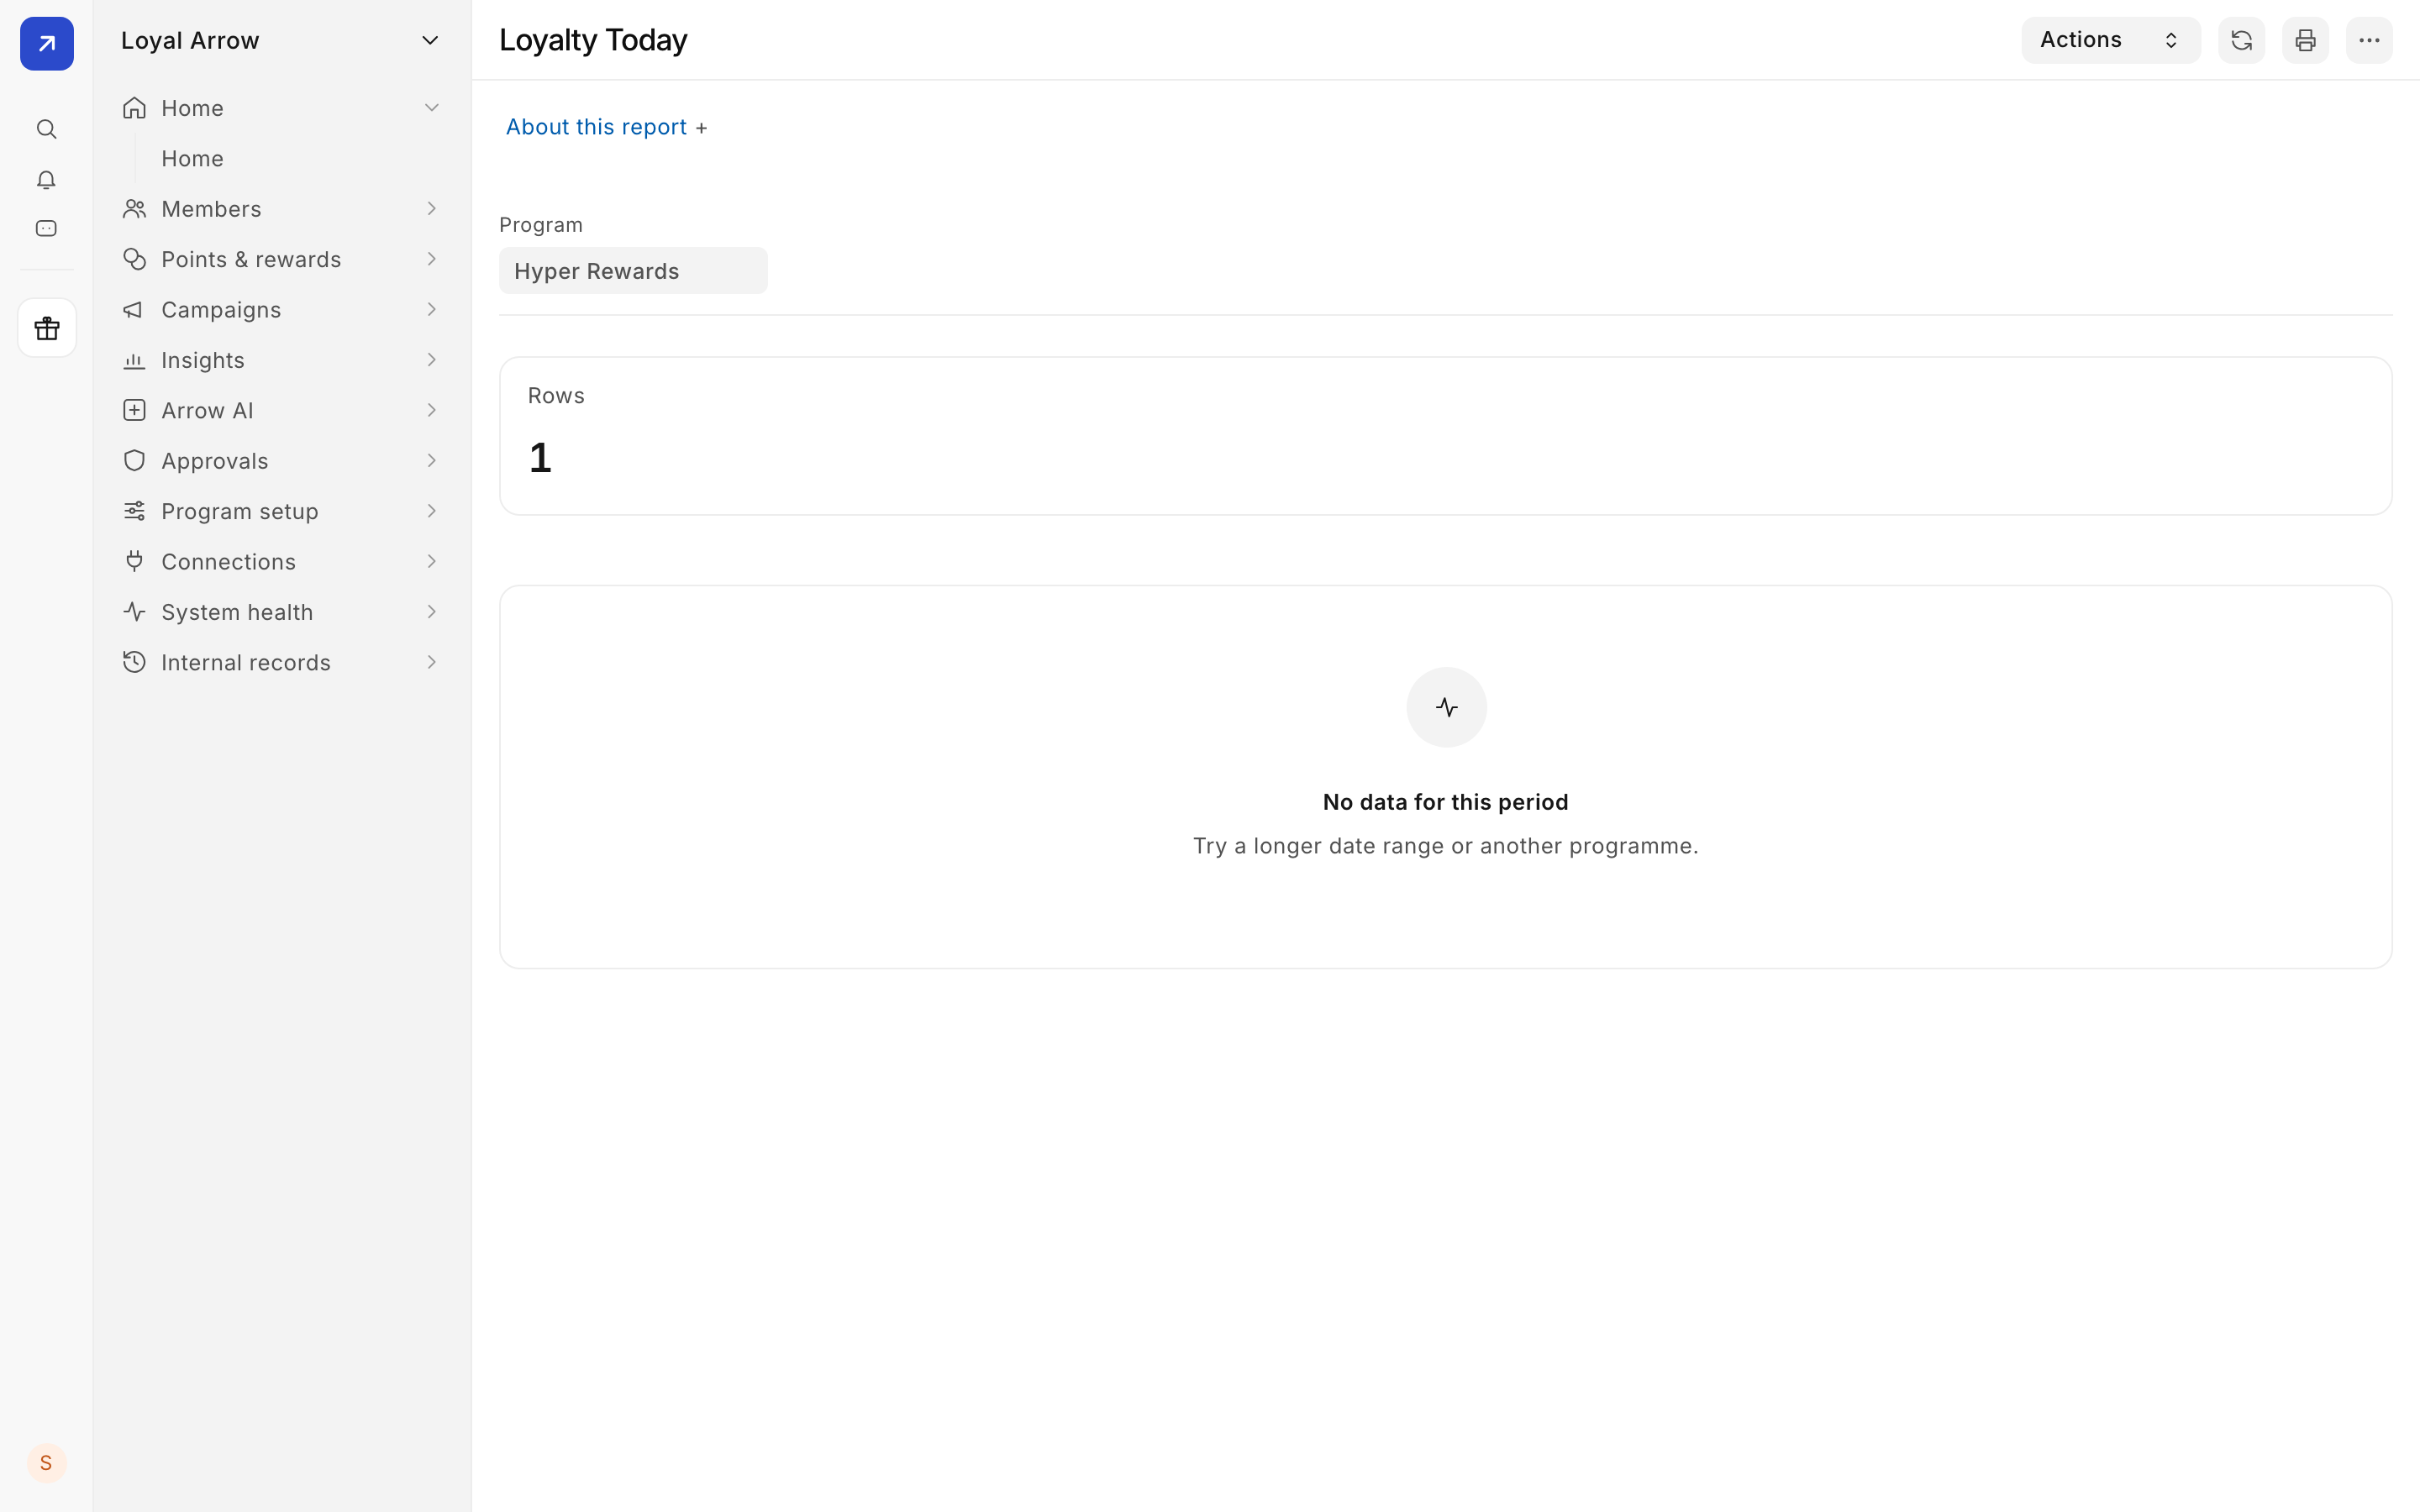 Loyal Arrow
Home
Home
Members
Points & rewards
Campaigns
Insights
Arrow AI
Approvals
Program setup
Connections
System health
Internal records
S
Loyalty Today
Actions
About this report +
Program
Hyper Rewards
Rows
1
No data for this period
Try a longer date range or another programme.